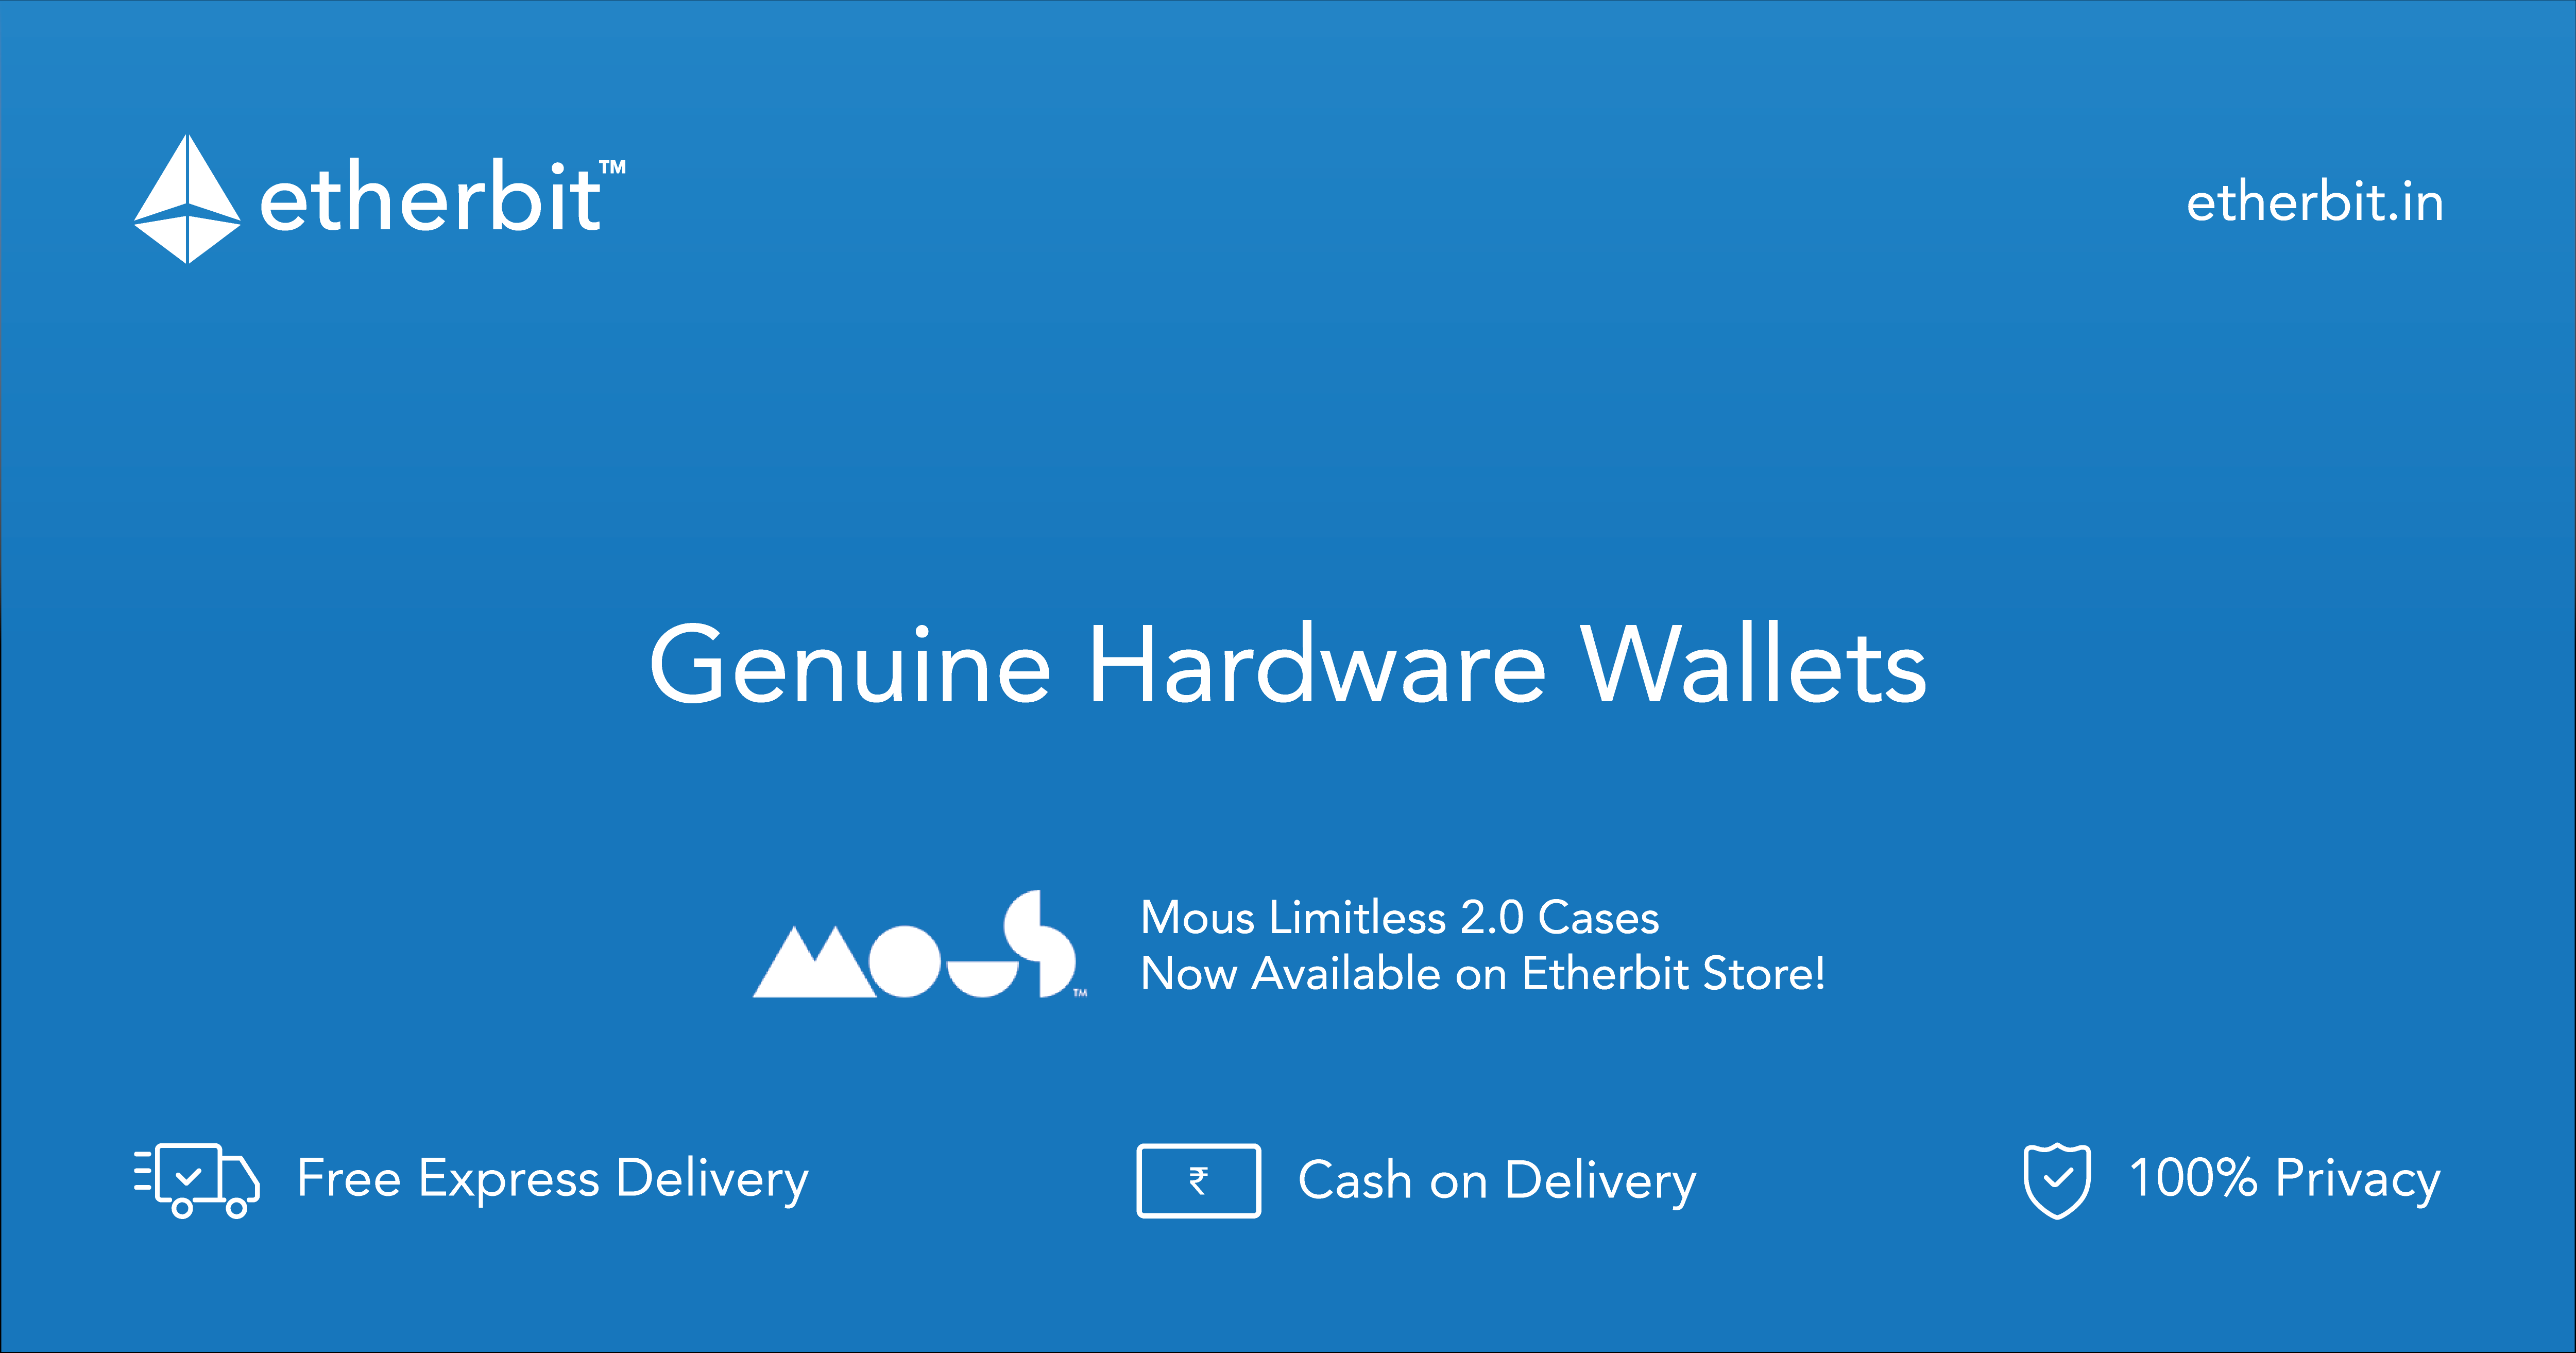 etherbit™
etherbit.in
Genuine Hardware Wallets
MOUS™
Mous Limitless 2.0 Cases
Now Available on Etherbit Store!
Free Express Delivery
₹
Cash on Delivery
100% Privacy